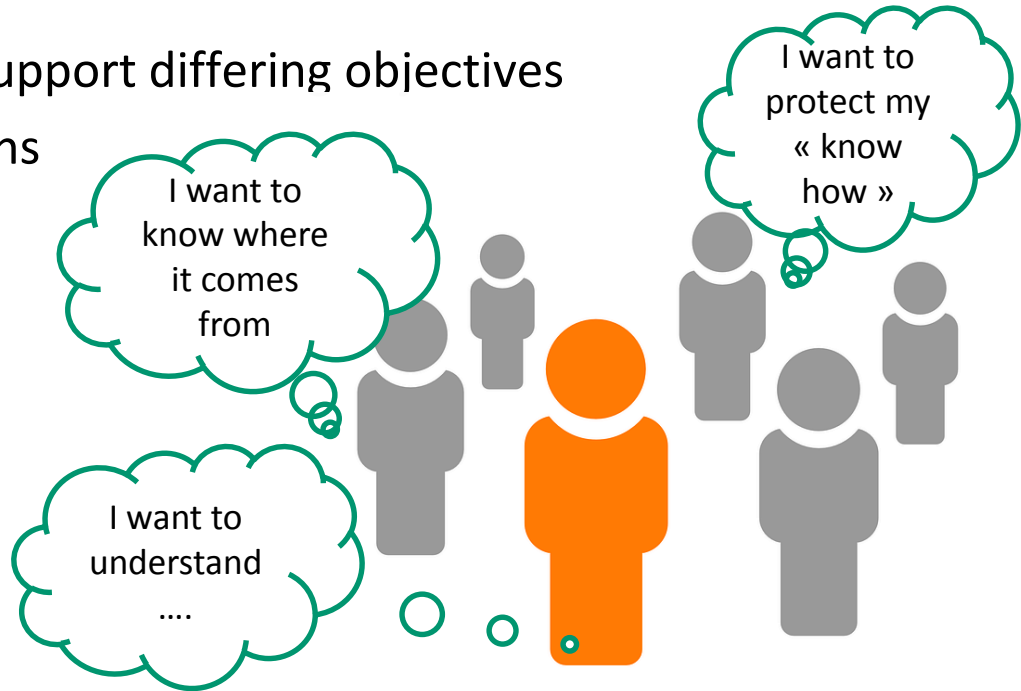 upport differing objectives
ns
I want to
protect my
« know
how »
I want to
know where
it comes
from
I want to
understand
….